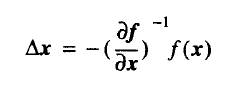 Δx = −(∂f/∂x)⁻¹ f(x)